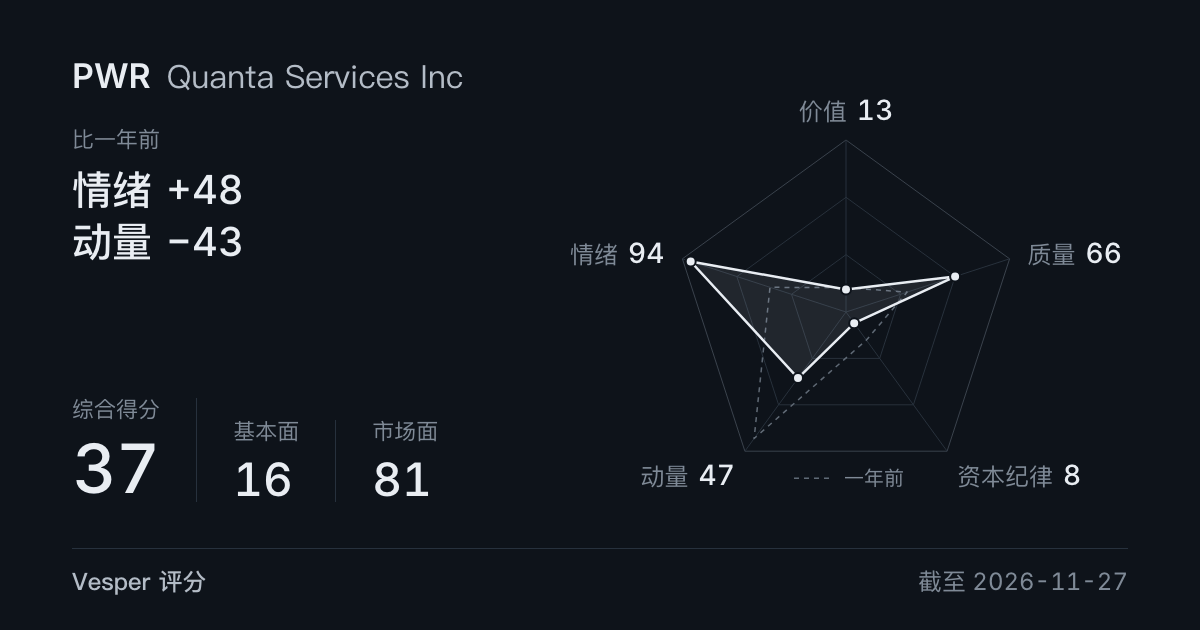 PWR Quanta Services Inc
比一年前
情绪 +48
动量 −43
综合得分
37
基本面
16
市场面
81
价值 13
情绪 94
质量 66
动量 47
一年前
资本纪律 8
Vesper 评分
截至 2026-11-27